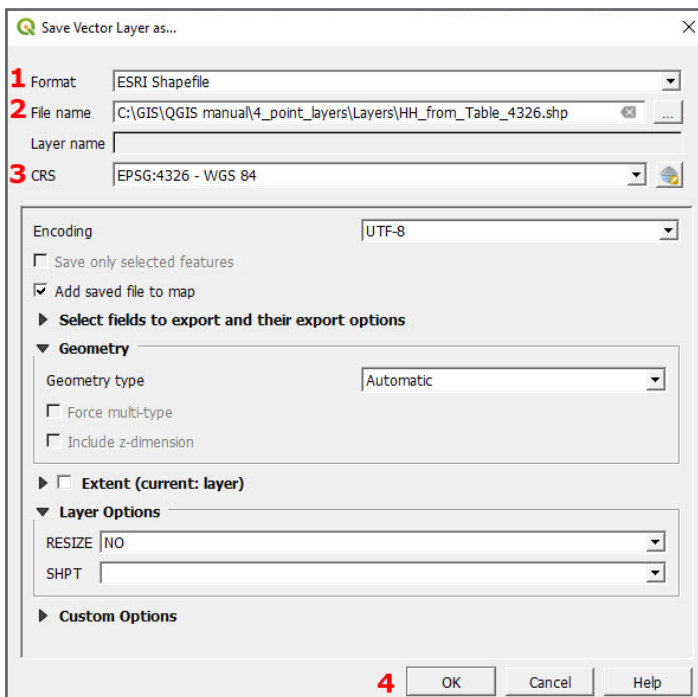 Save Vector Layer as...
1 Format ESRI Shapefile
2 File name C:\GIS\QGIS manual\4_point_layers\Layers\HH_from_Table_4326.shp ...
Layer name
3 CRS EPSG:4326 - WGS 84
Encoding UTF-8
Save only selected features
Add saved file to map
Select fields to export and their export options
Geometry
Geometry type Automatic
Force multi-type
Include z-dimension
Extent (current: layer)
Layer Options
RESIZE NO
SHPT
Custom Options
4 OK Cancel Help